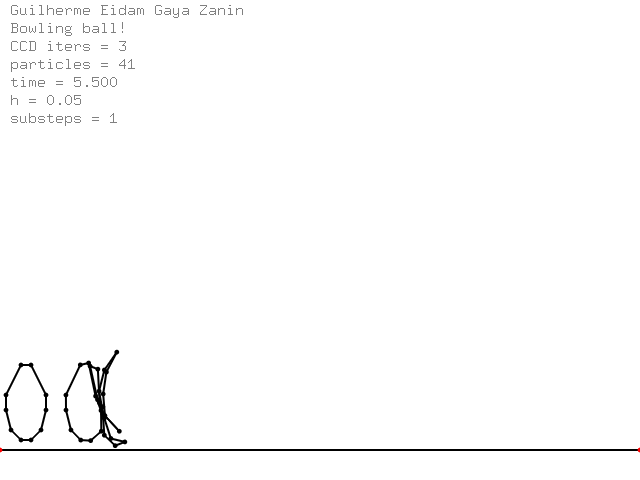 Guilherme Eidam Gaya Zanin
Bowling ball!
CCD iters = 3
particles = 41
time = 5.500
h = 0.05
substeps = 1